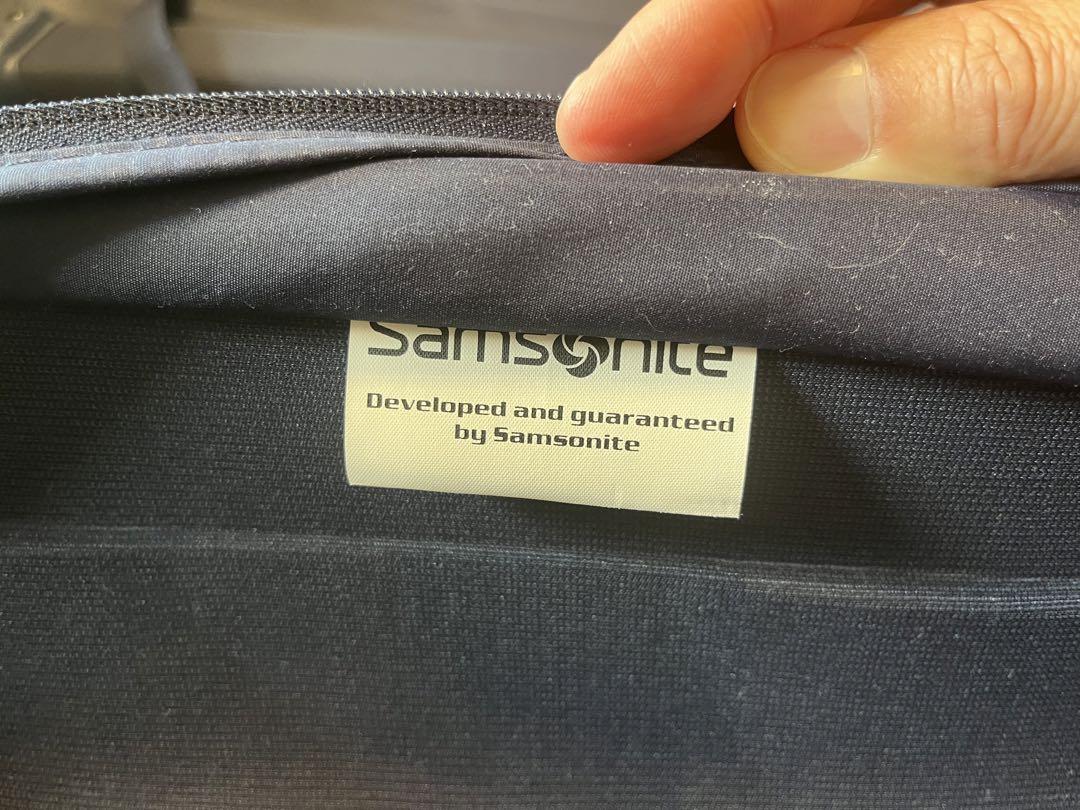 Samsonite
Developed and guaranteed
by Samsonite